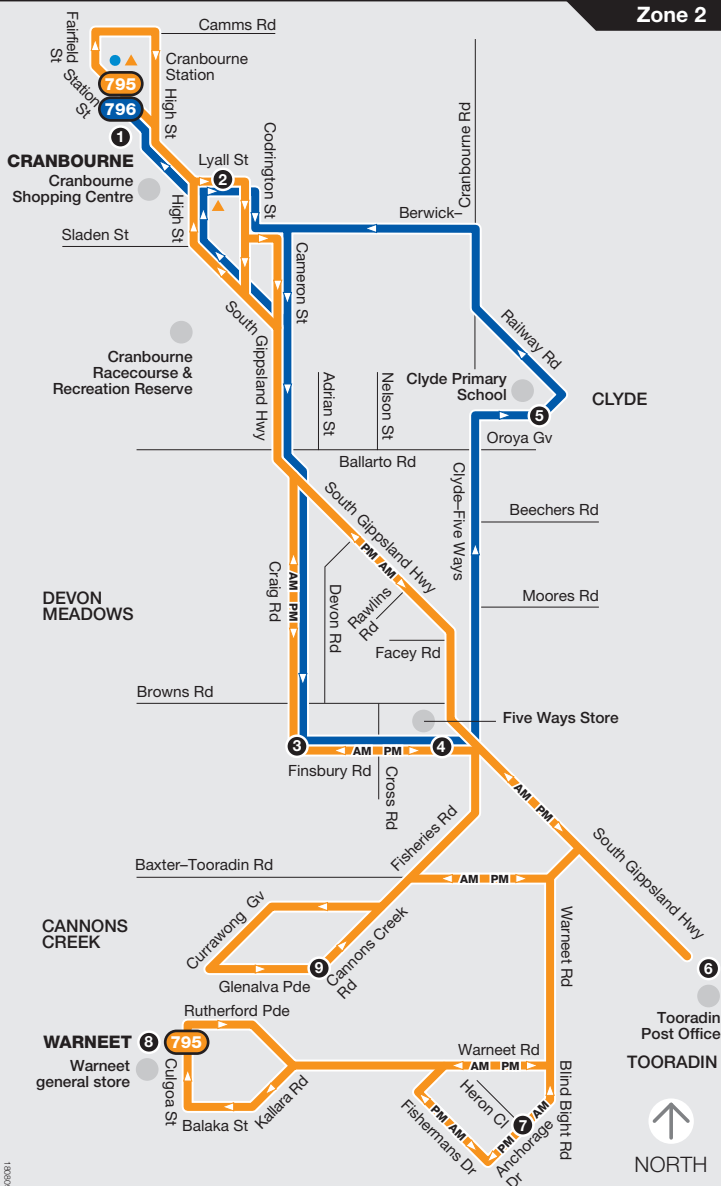 Zone 2
Camms Rd
Fairfield
St
Cranbourne
Station
Station
St
795
796
High St
1
CRANBOURNE
Cranbourne
Shopping Centre
Lyall St
2
Codrington St
Cranbourne Rd
Berwick–
High St
Sladen St
Cameron St
South Gippsland Hwy
Railway Rd
Cranbourne
Racecourse &
Recreation Reserve
Adrian St
Nelson St
Clyde Primary
School
CLYDE
5
Oroya Gv
Ballarto Rd
Clyde–Five Ways
South Gippsland Hwy
Beechers Rd
PM AM
AM PM
Craig Rd
Devon Rd
Rawlins
Rd
Moores Rd
DEVON
MEADOWS
Facey Rd
Browns Rd
Five Ways Store
3
AM PM
4
Finsbury Rd
Cross Rd
AM PM
Fisheries Rd
South Gippsland Hwy
Baxter–Tooradin Rd
AM PM
CANNONS
CREEK
Currawong Gv
Cannons Creek
Rd
Warneet Rd
9
Glenalva Pde
6
Tooradin
Post Office
TOORADIN
Rutherford Pde
WARNEET
8
795
Warneet
general store
Culgoa St
Warneet Rd
AM PM
Kallara Rd
Balaka St
Heron Cl
Blind Bight Rd
7
PM AM
Fishermans Dr
PM AM
Anchorage
Dr
NORTH